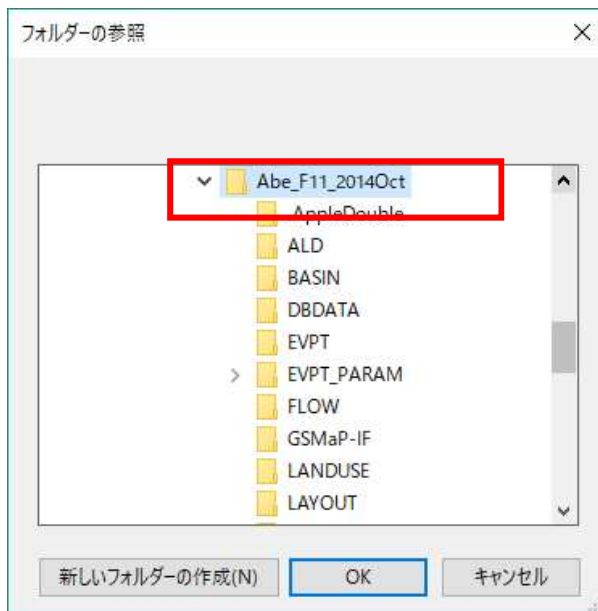 フォルダーの参照
Abe_F11_2014Oct
.AppleDouble
ALD
BASIN
DBDATA
EVPT
EVPT_PARAM
FLOW
GSMaP-IF
LANDUSE
LAYOUT
新しいフォルダーの作成(N)
OK
キャンセル